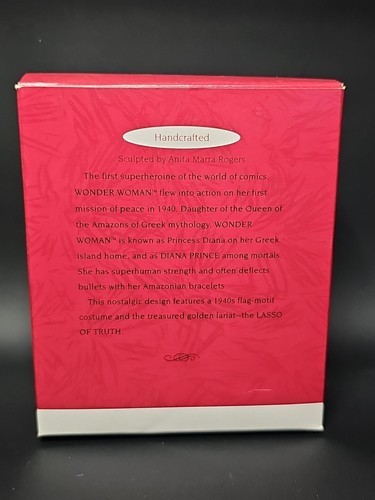 Handcrafted
Sculpted by Anita Marra Rogers
The first superheroine of the world of comics,
WONDER WOMAN™ flew into action on her first
mission of peace in 1940. Daughter of the Queen of
the Amazons of Greek mythology, WONDER
WOMAN™ is known as Princess Diana on her Greek
Island home, and as DIANA PRINCE among mortals.
She has superhuman strength and often deflects
bullets with her Amazonian bracelets.
This nostalgic design features a 1940s flag-motif
costume and the treasured golden lariat—the LASSO
OF TRUTH.